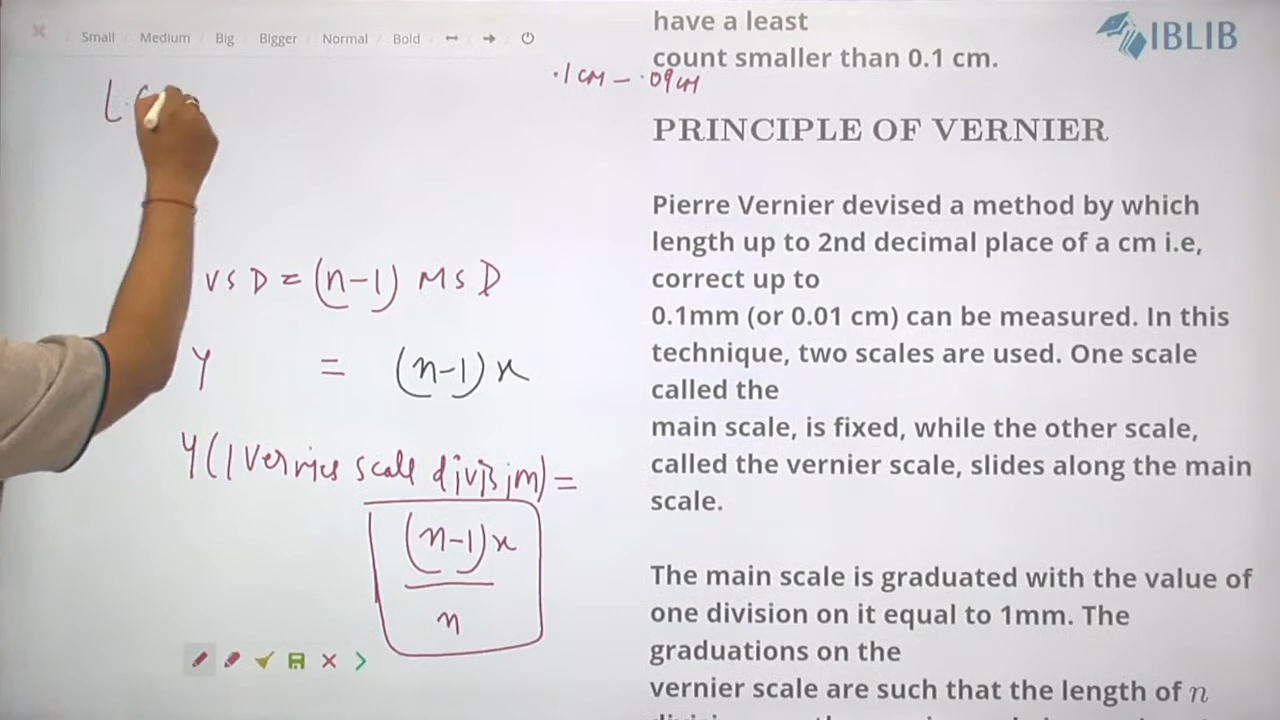 Small / Medium / Big / Bigger / Normal / Bold
have a least
count smaller than 0.1 cm.
IBLIB
.1 cm – .09 cm
L.C
VSD = (n-1) MSD
y = (n-1)x
y (1 Vernier scale division) =
(n-1)x
n
PRINCIPLE OF VERNIER
Pierre Vernier devised a method by which
length up to 2nd decimal place of a cm i.e,
correct up to
0.1mm (or 0.01 cm) can be measured. In this
technique, two scales are used. One scale
called the
main scale, is fixed, while the other scale,
called the vernier scale, slides along the main
scale.
The main scale is graduated with the value of
one division on it equal to 1mm. The
graduations on the
vernier scale are such that the length of n